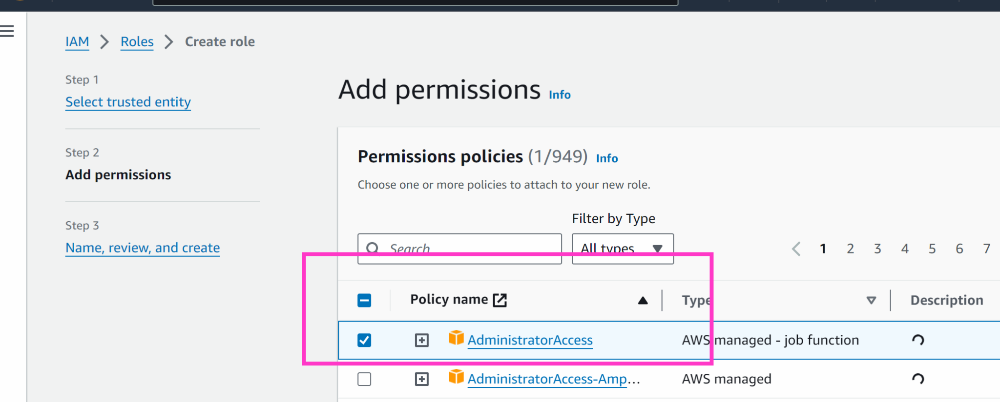 IAM > Roles > Create role
Step 1
Select trusted entity
Step 2
Add permissions
Step 3
Name, review, and create
Add permissions Info
Permissions policies (1/949) Info
Choose one or more policies to attach to your new role.
Filter by Type
Search
All types
1 2 3 4 5 6 7
Policy name Type Description
AdministratorAccess AWS managed - job function
AdministratorAccess-Amp... AWS managed